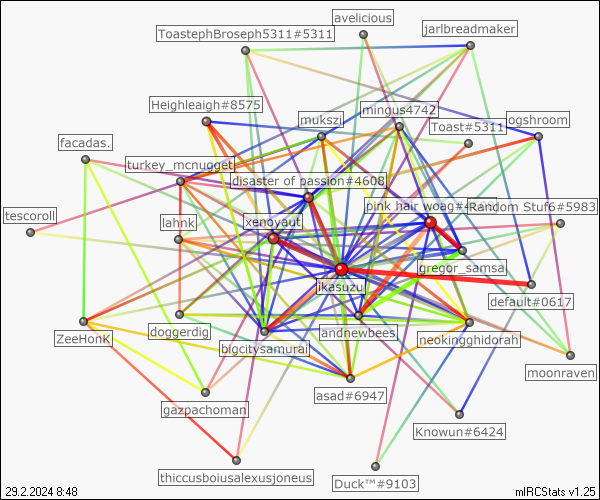 avelicious
ToastephBroseph5311#5311
jarlbreadmaker
Heighleigh#8575
mingus4742
mukszi
Toast#5311
ogshroom
facadas.
turkey_mcnugget
disaster of passion#4608
pink hair woag#4
Random Stuf6#5983
tescoroll
lahnk
xenoyaut
gregor_samsa
jkasuzu
default#0617
doggerdig
andnewbees
ZeeHonK
bigcitysamurai
neokingghidorah
moonraven
asad#6947
gazpachoman
Knowun#6424
thiccusboiusalexusjoneus
Duck™#9103
29.2.2024 8:48
mIRCStats v1.25